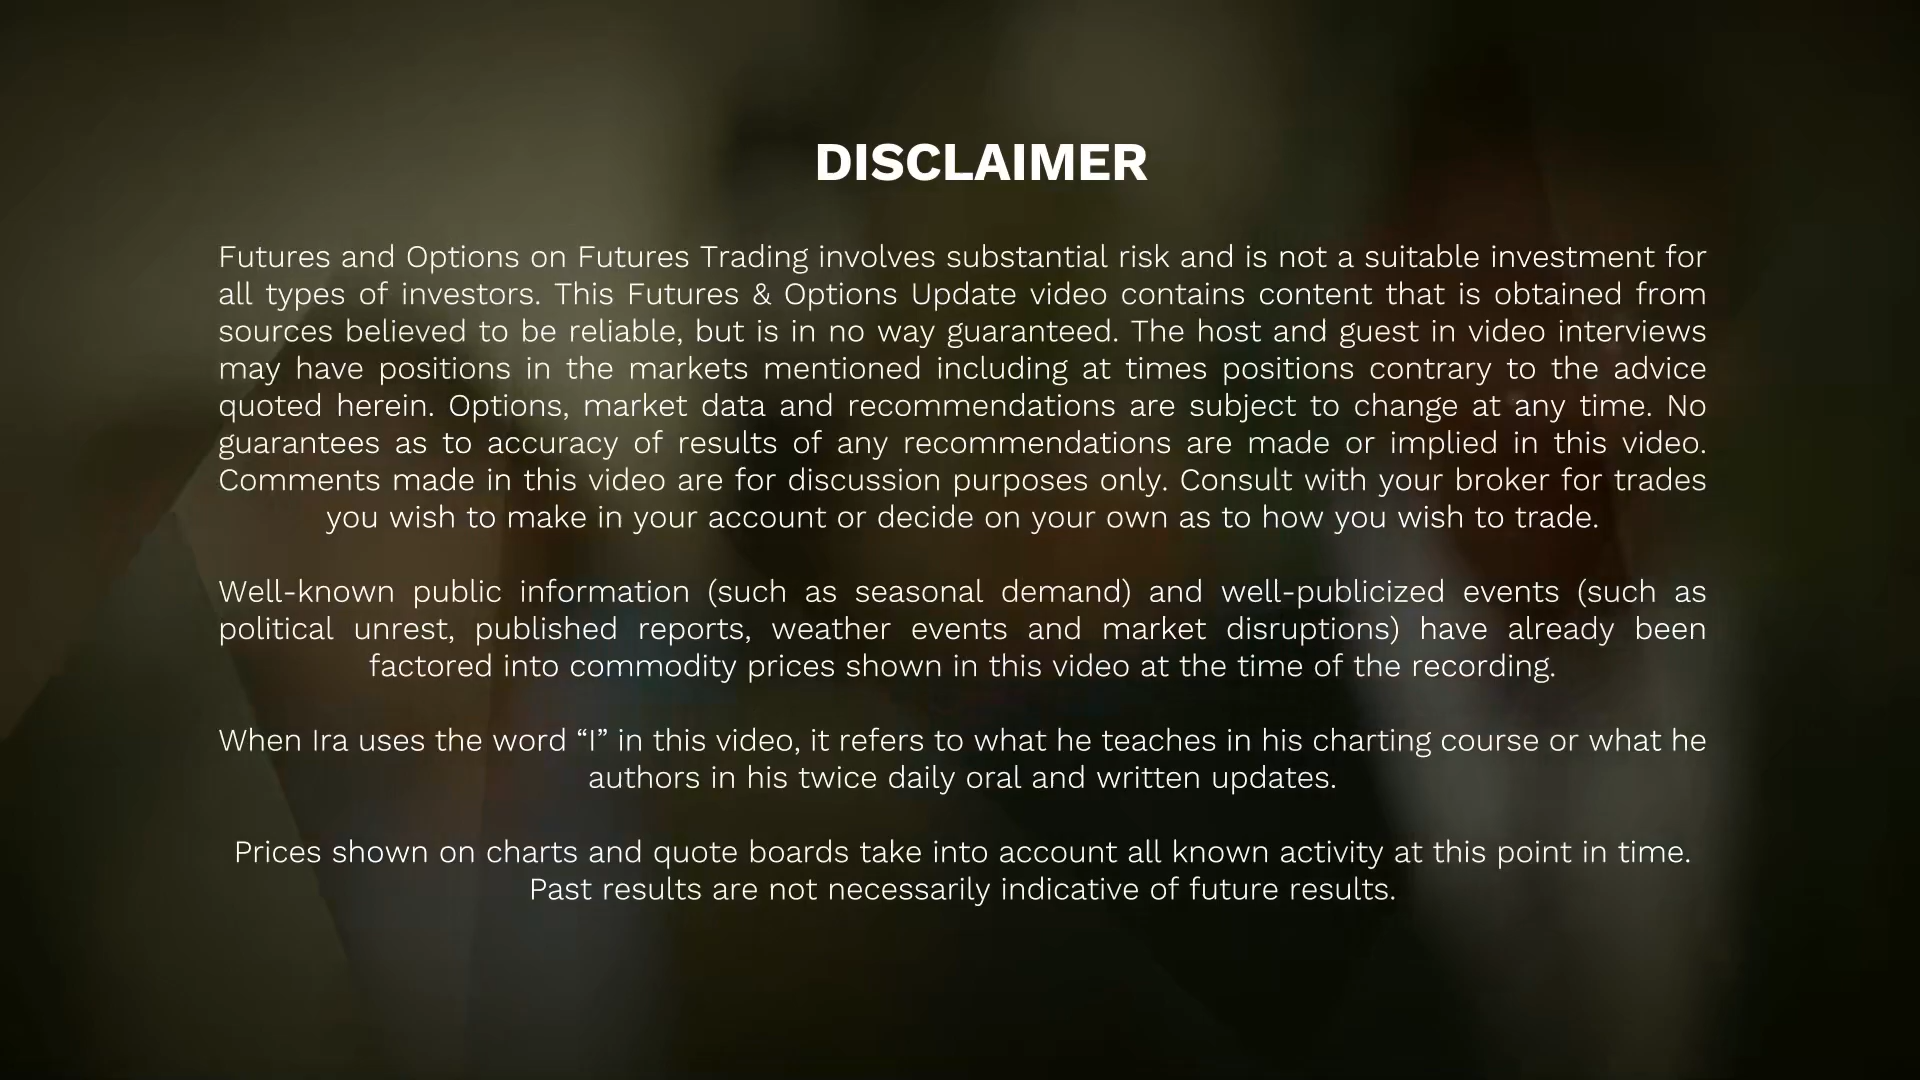 DISCLAIMER
Futures and Options on Futures Trading involves substantial risk and is not a suitable investment for
all types of investors. This Futures & Options Update video contains content that is obtained from
sources believed to be reliable, but is in no way guaranteed. The host and guest in video interviews
may have positions in the markets mentioned including at times positions contrary to the advice
quoted herein. Options, market data and recommendations are subject to change at any time. No
guarantees as to accuracy of results of any recommendations are made or implied in this video.
Comments made in this video are for discussion purposes only. Consult with your broker for trades
you wish to make in your account or decide on your own as to how you wish to trade.
Well-known public information (such as seasonal demand) and well-publicized events (such as
political unrest, published reports, weather events and market disruptions) have already been
factored into commodity prices shown in this video at the time of the recording.
When Ira uses the word “I” in this video, it refers to what he teaches in his charting course or what he
authors in his twice daily oral and written updates.
Prices shown on charts and quote boards take into account all known activity at this point in time.
Past results are not necessarily indicative of future results.